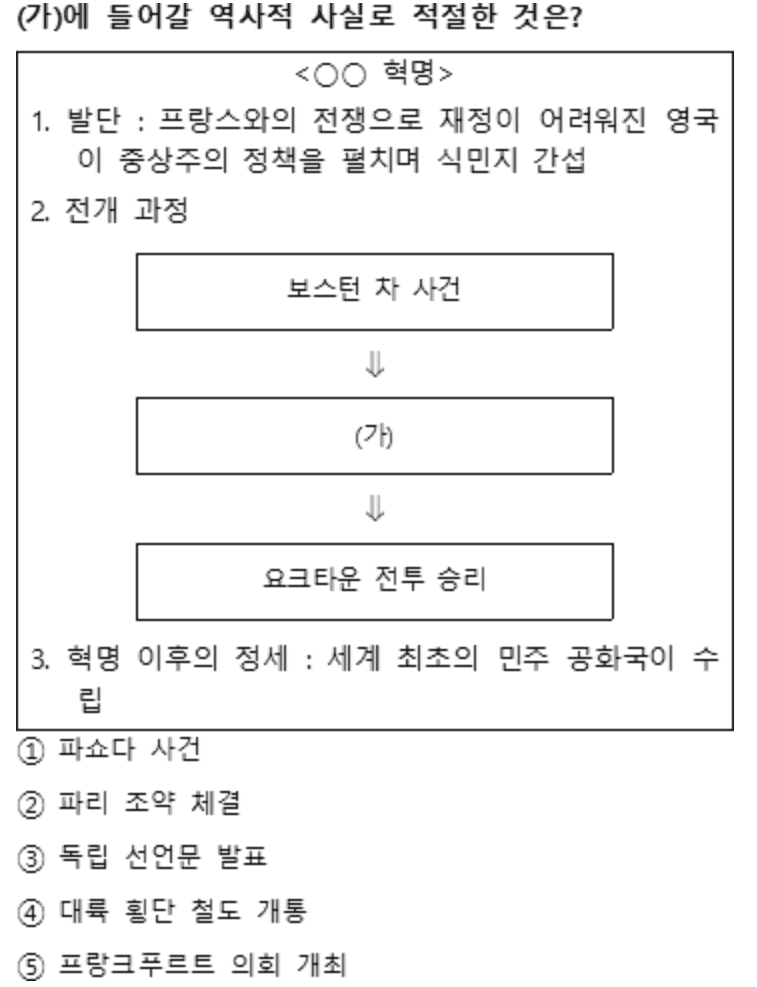 (가)에 들어갈 역사적 사실로 적절한 것은?
<○○ 혁명>
1. 발단 : 프랑스와의 전쟁으로 재정이 어려워진 영국
이 중상주의 정책을 펼치며 식민지 간섭
2. 전개 과정
보스턴 차 사건
⇓
(가)
⇓
요크타운 전투 승리
3. 혁명 이후의 정세 : 세계 최초의 민주 공화국이 수
립
① 파쇼다 사건
② 파리 조약 체결
③ 독립 선언문 발표
④ 대륙 횡단 철도 개통
⑤ 프랑크푸르트 의회 개최